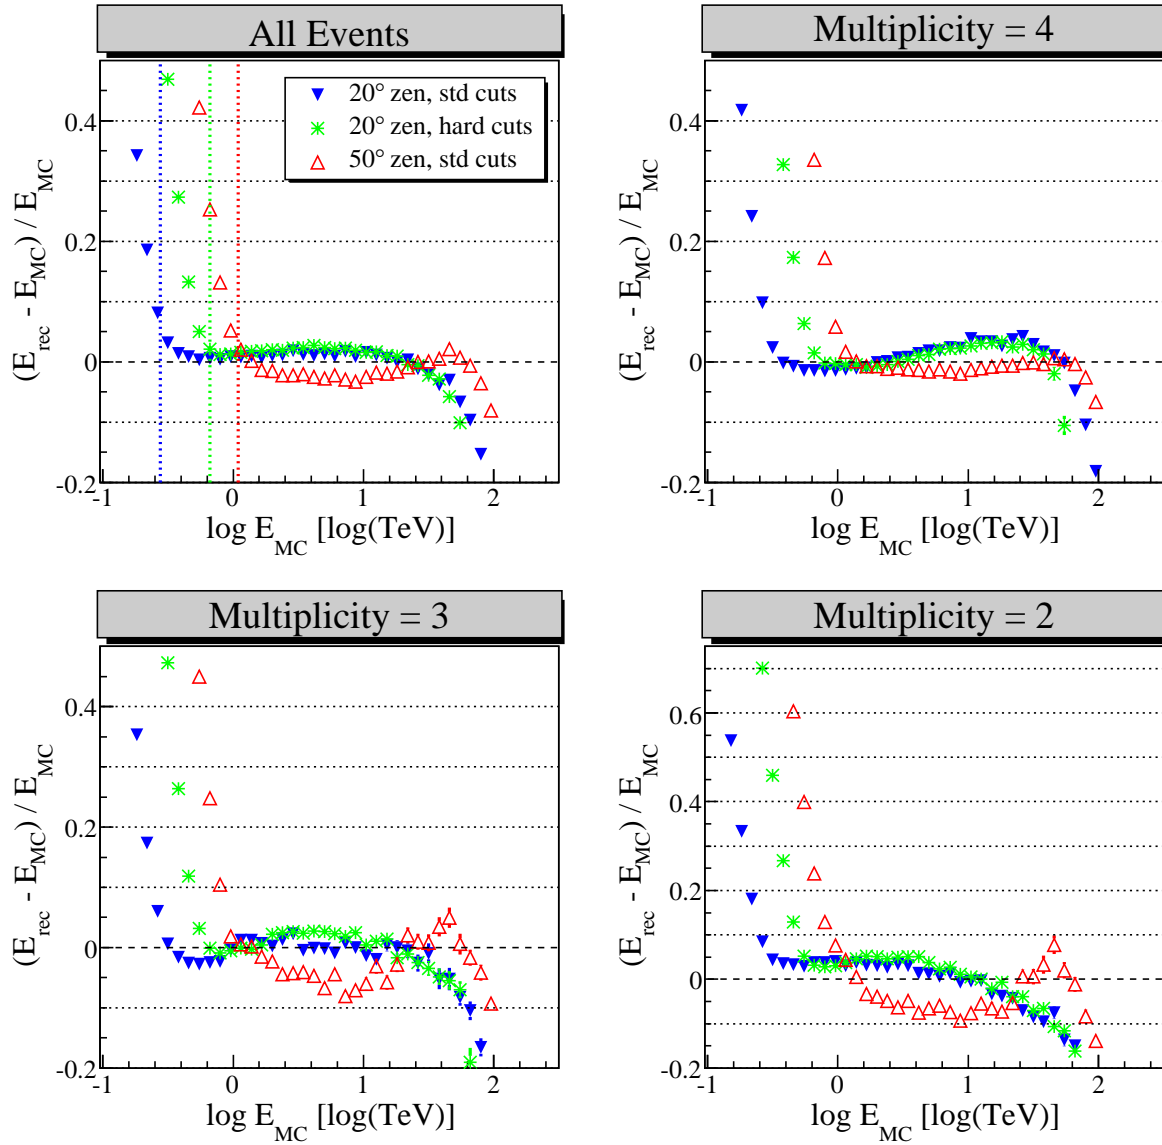 All Events
(E_rec - E_MC) / E_MC
0.4
0.2
0
-0.2
20° zen, std cuts
20° zen, hard cuts
50° zen, std cuts
-1 0 1 2
log E_MC [log(TeV)]
Multiplicity = 4
(E_rec - E_MC) / E_MC
0.4
0.2
0
-0.2
-1 0 1 2
log E_MC [log(TeV)]
Multiplicity = 3
(E_rec - E_MC) / E_MC
0.4
0.2
0
-0.2
-1 0 1 2
log E_MC [log(TeV)]
Multiplicity = 2
(E_rec - E_MC) / E_MC
0.6
0.4
0.2
0
-0.2
-1 0 1 2
log E_MC [log(TeV)]